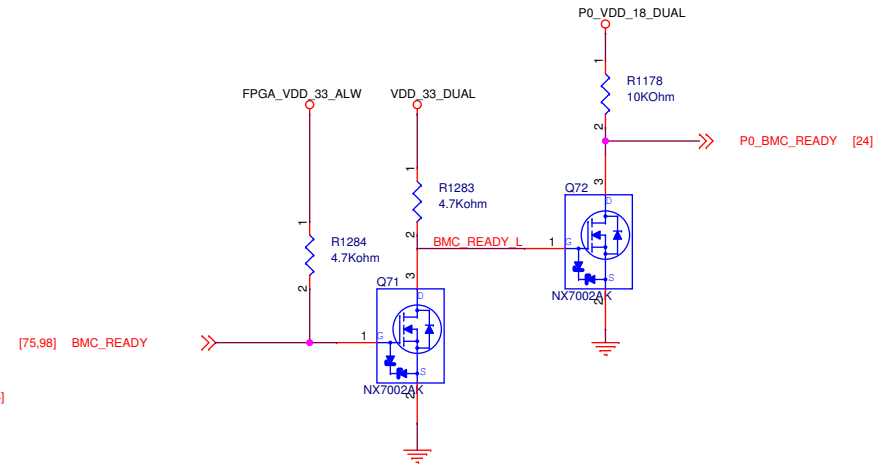 P0_VDD_18_DUAL
1
R1178
10KOhm
2
P0_BMC_READY [24]
FPGA_VDD_33_ALW
VDD_33_DUAL
1
R1283
4.7Kohm
2
BMC_READY_L
3
Q72
D
1
G
S
NX7002AK
2
1
R1284
4.7Kohm
2
3
Q71
D
[75,98] BMC_READY
1
G
S
NX7002AK
2
]